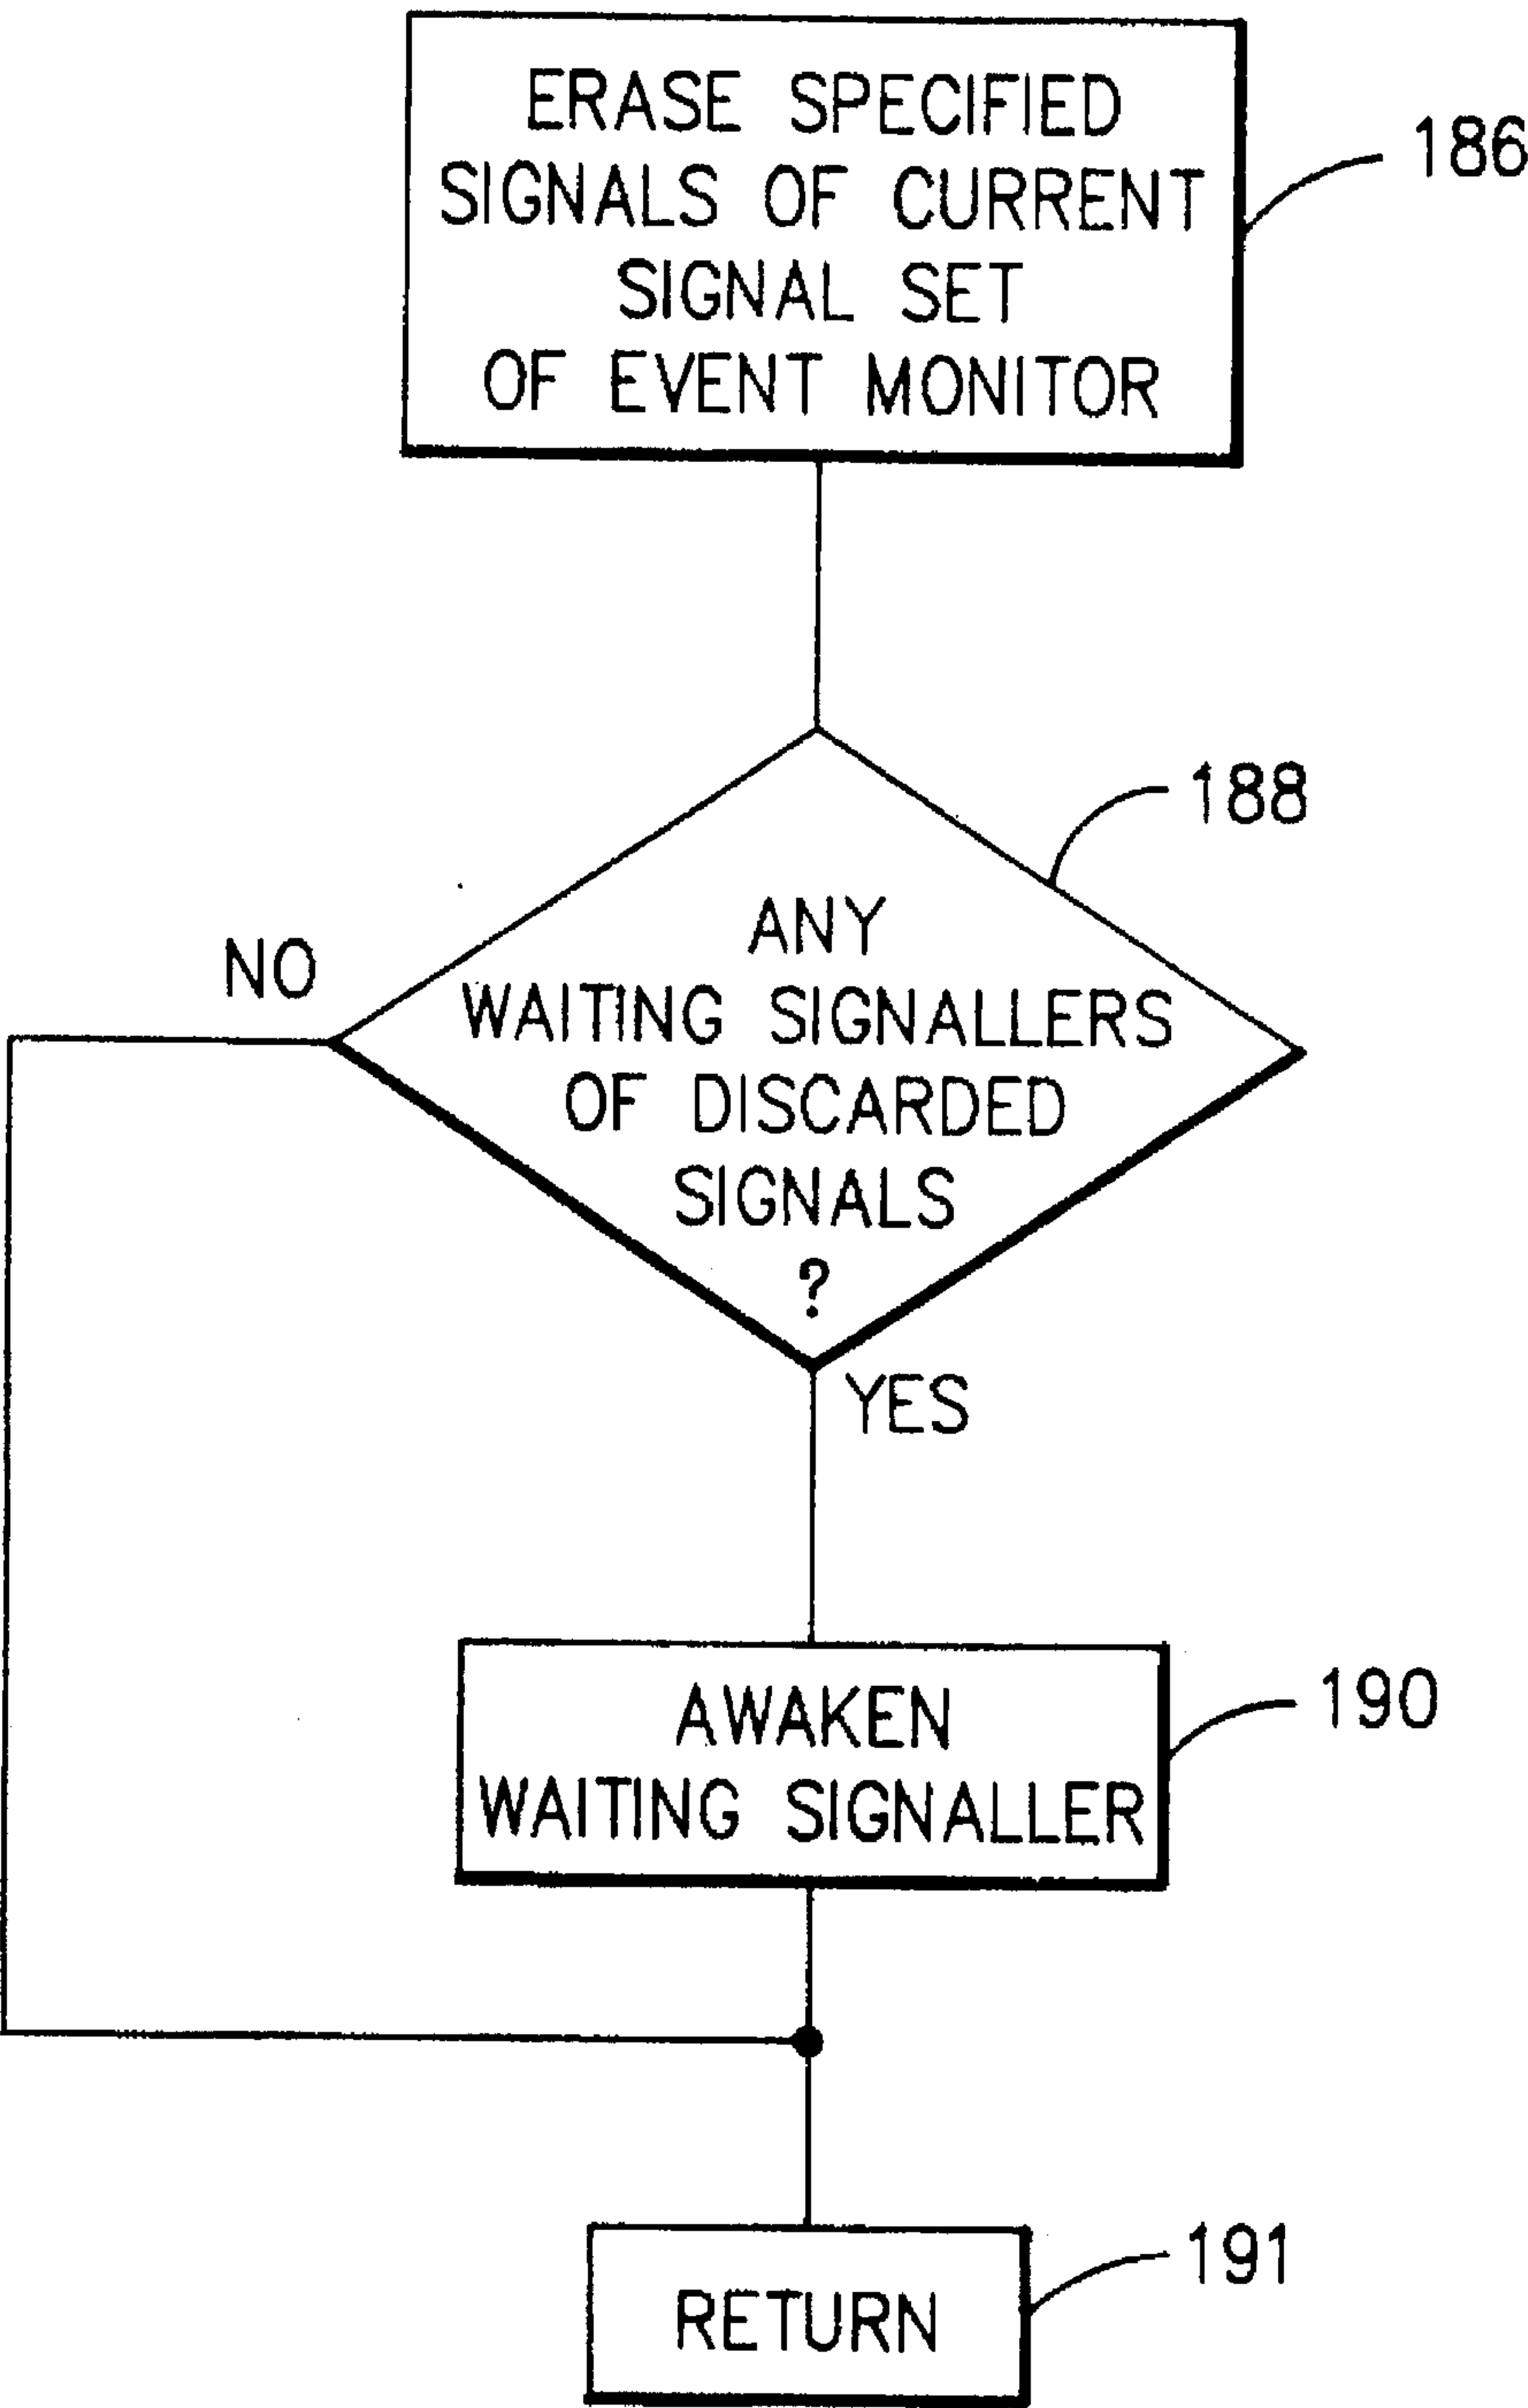 ERASE SPECIFIED
SIGNALS OF CURRENT
SIGNAL SET
OF EVENT MONITOR
186
188
ANY
WAITING SIGNALLERS
OF DISCARDED
SIGNALS
?
NO
YES
AWAKEN
WAITING SIGNALLER
190
RETURN
191